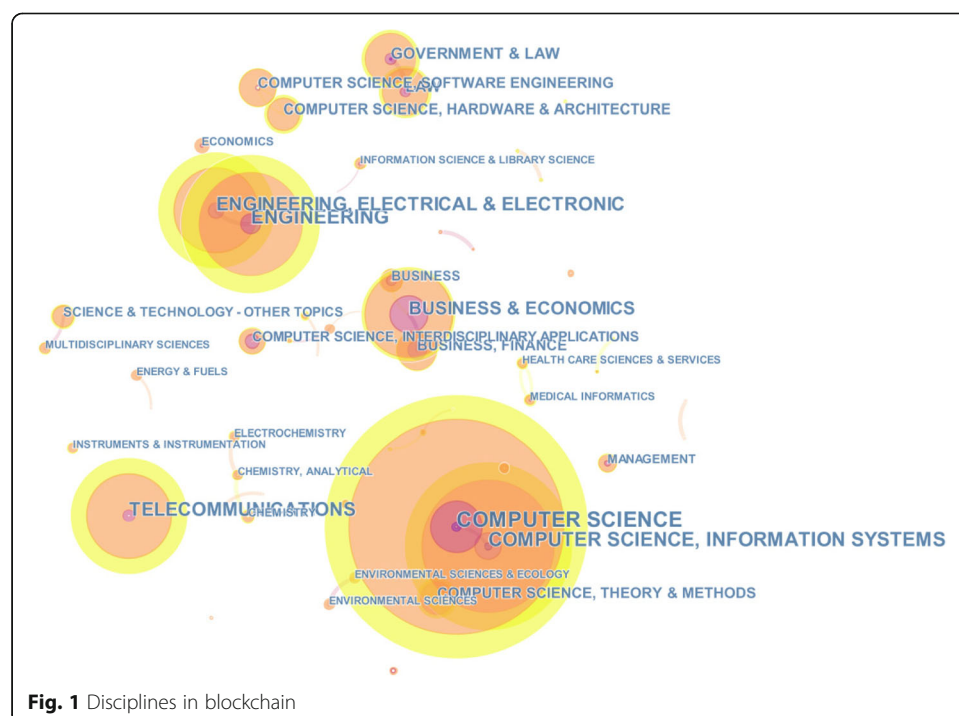 GOVERNMENT & LAW
COMPUTER SCIENCE, SOFTWARE ENGINEERING
LAW
COMPUTER SCIENCE, HARDWARE & ARCHITECTURE
ECONOMICS
INFORMATION SCIENCE & LIBRARY SCIENCE
ENGINEERING, ELECTRICAL & ELECTRONIC
ENGINEERING
BUSINESS
BUSINESS & ECONOMICS
SCIENCE & TECHNOLOGY - OTHER TOPICS
COMPUTER SCIENCE, INTERDISCIPLINARY APPLICATIONS
MULTIDISCIPLINARY SCIENCES
BUSINESS, FINANCE
HEALTH CARE SCIENCES & SERVICES
ENERGY & FUELS
MEDICAL INFORMATICS
ELECTROCHEMISTRY
INSTRUMENTS & INSTRUMENTATION
MANAGEMENT
CHEMISTRY, ANALYTICAL
TELECOMMUNICATIONS
CHEMISTRY
COMPUTER SCIENCE
COMPUTER SCIENCE, INFORMATION SYSTEMS
ENVIRONMENTAL SCIENCES & ECOLOGY
COMPUTER SCIENCE, THEORY & METHODS
ENVIRONMENTAL SCIENCES
Fig. 1 Disciplines in blockchain